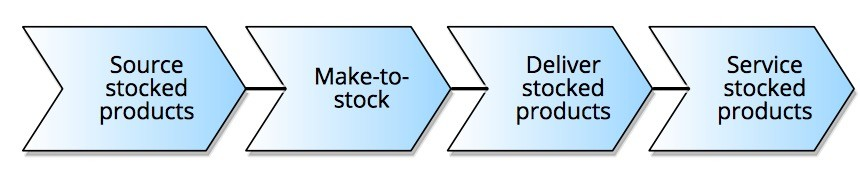 Source
stocked
products
Make-to-
stock
Deliver
stocked
products
Service
stocked
products